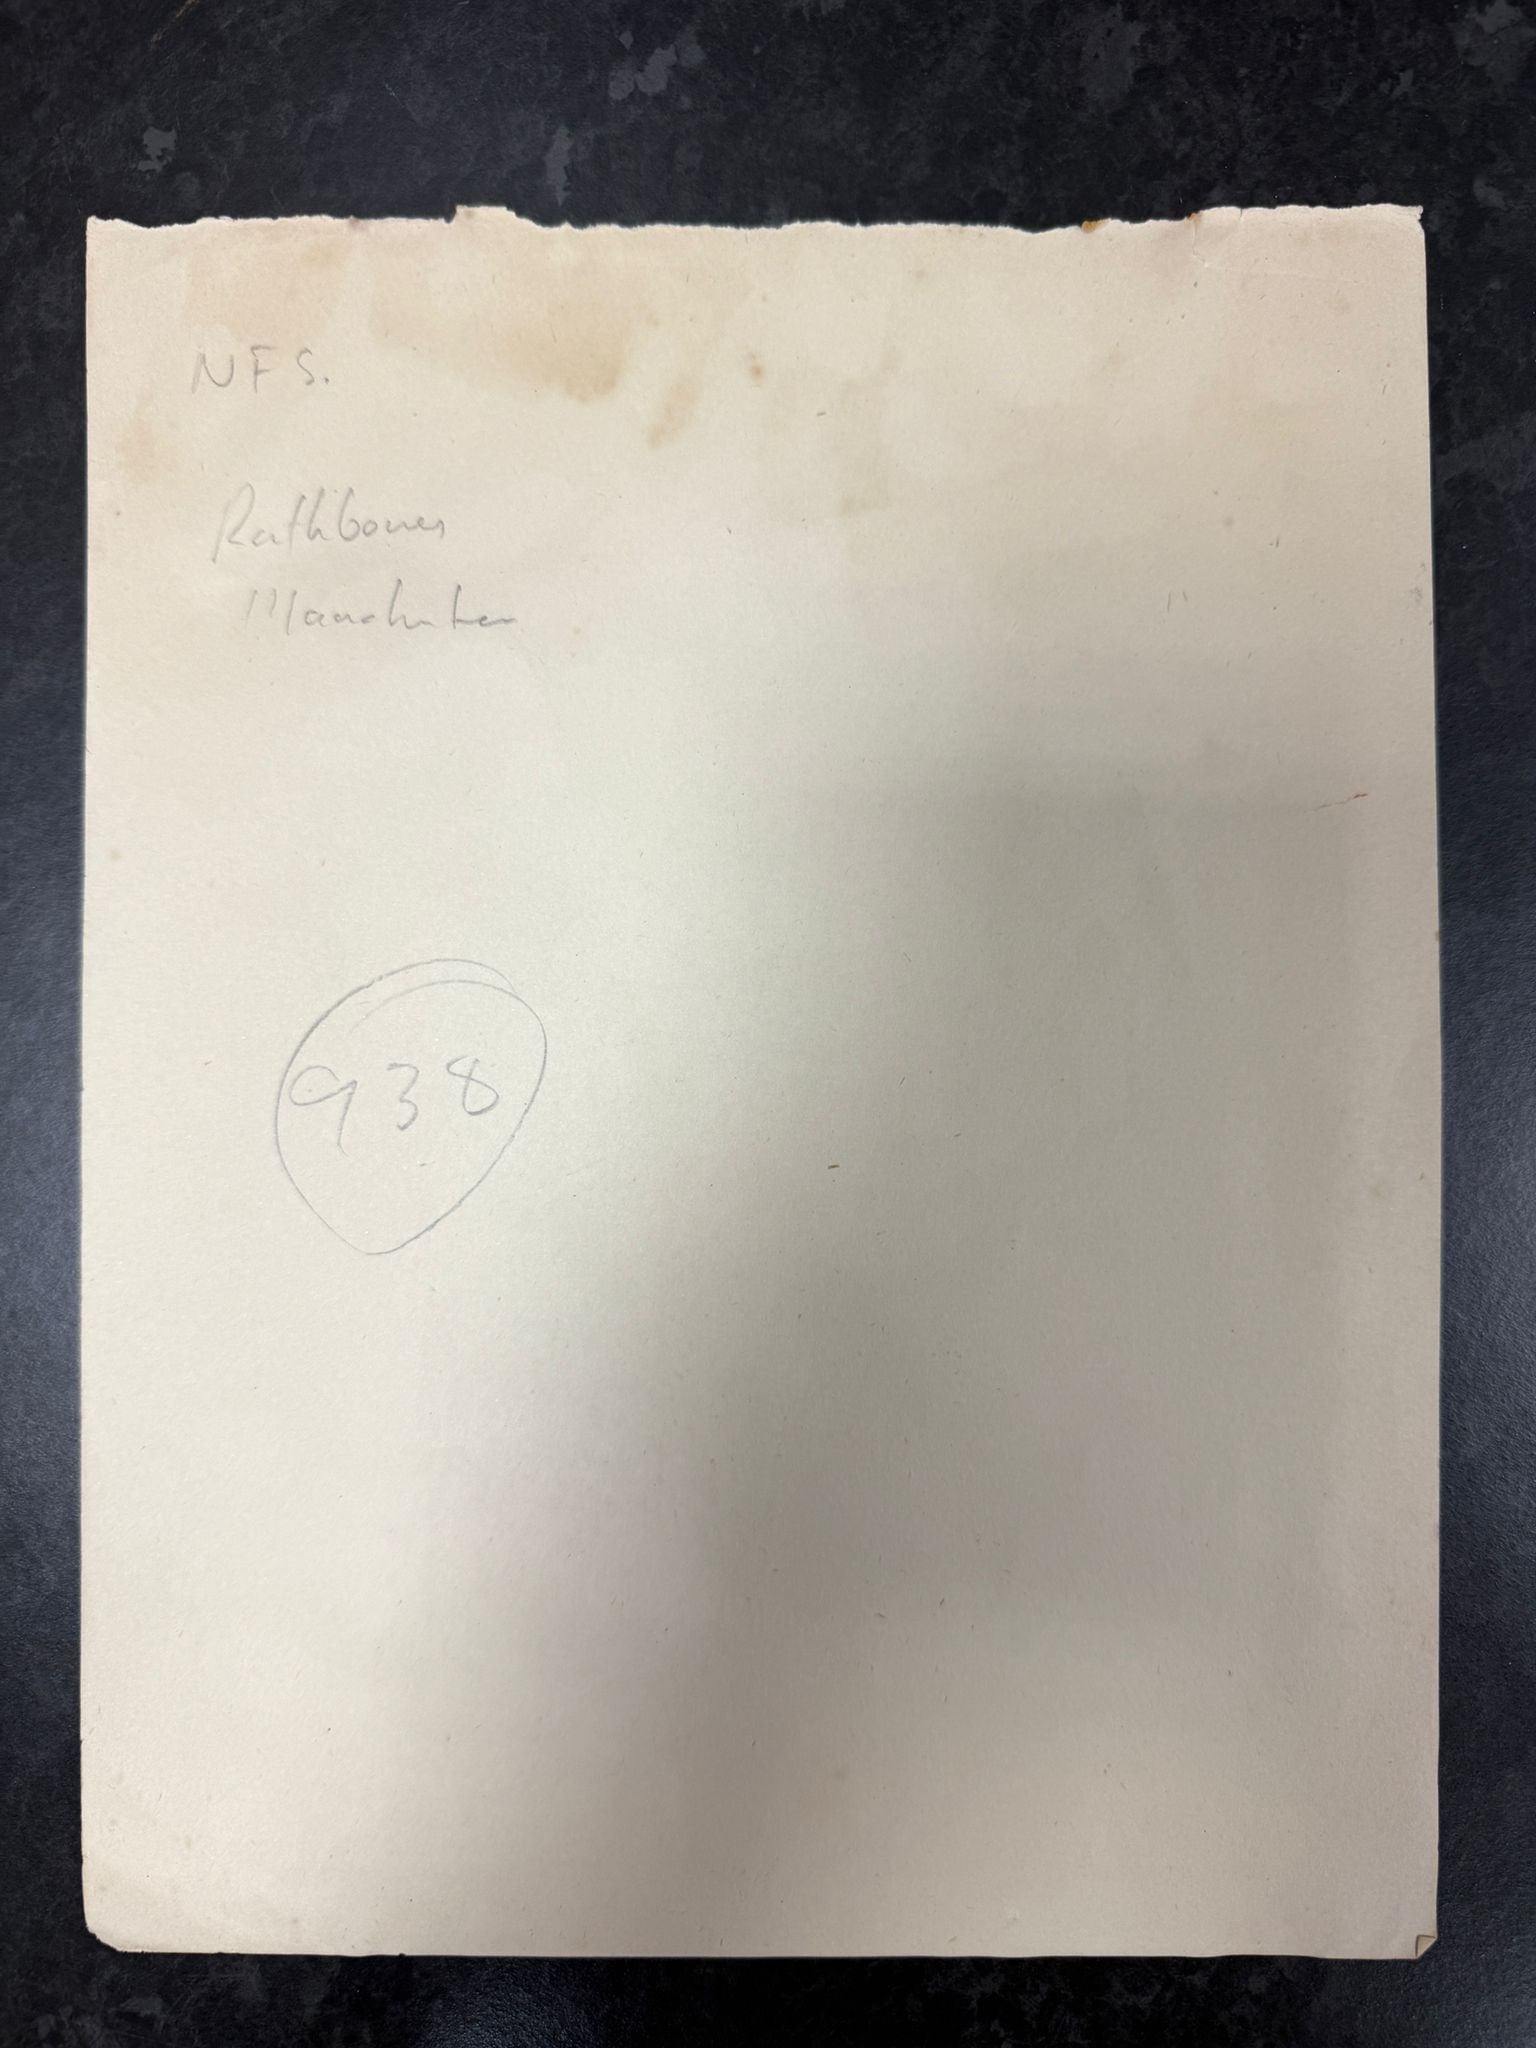 NFS.
Rathbones
Manchester
938